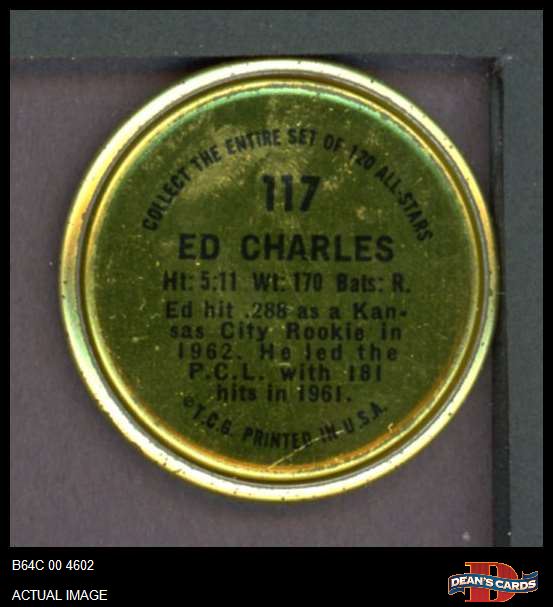 COLLECT THE ENTIRE SET OF 120 ALL-STARS
117
ED CHARLES
Ht: 5:11 Wt: 170 Bats: R.
Ed hit .288 as a Kan-
sas City Rookie in
1962. He led the
P.C.L. with 181
hits in 1961.
©T.C.G. PRINTED IN U.S.A.
B64C 00 4602
ACTUAL IMAGE
D
DEAN'S CARDS